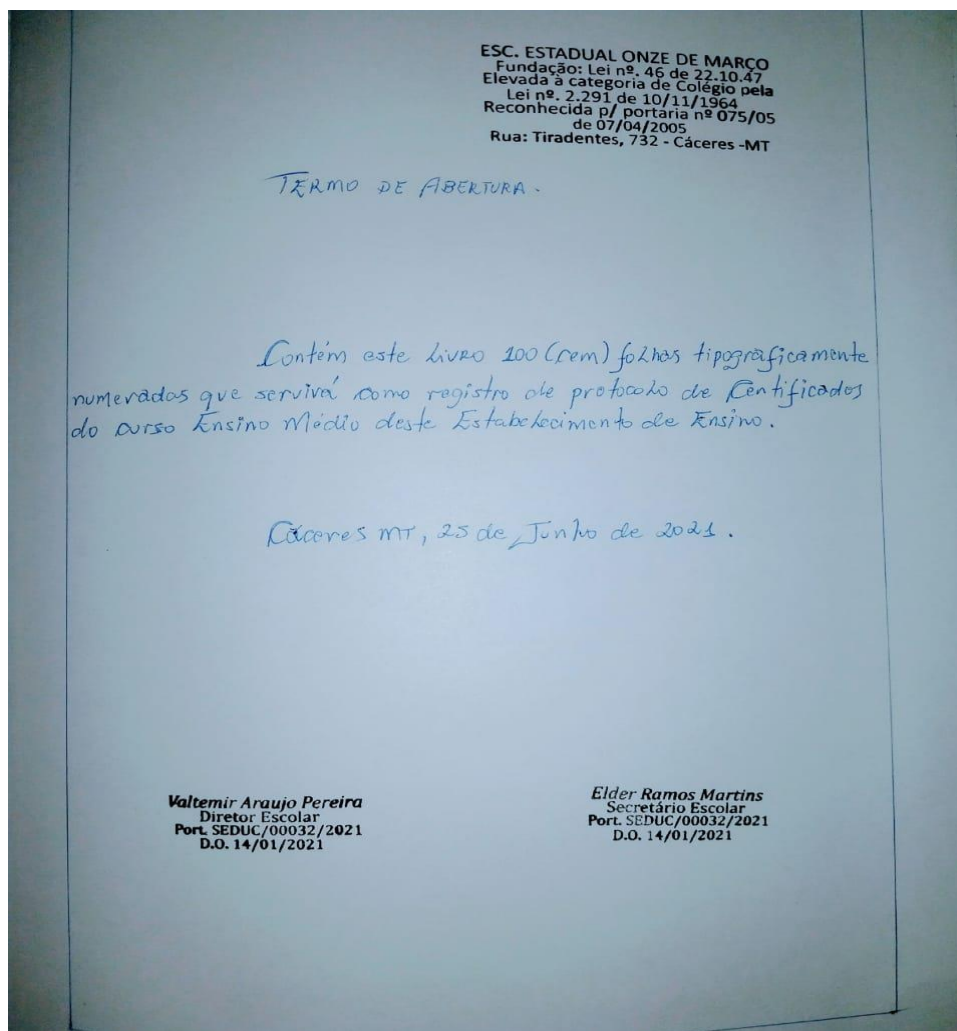 ESC. ESTADUAL ONZE DE MARÇO
Fundação: Lei nº. 46 de 22.10.47
Elevada à categoria de Colégio pela
Lei nº. 2.291 de 10/11/1964
Reconhecida p/ portaria nº 075/05
de 07/04/2005
Rua: Tiradentes, 732 - Cáceres -MT
TERMO DE ABERTURA.
Contém este Livro 100 (cem) folhas tipograficamente
numeradas que servirá como registro de protocolo de Certificados
do curso Ensino Médio deste Estabelecimento de Ensino.
Cáceres MT, 25 de Junho de 2021.
Valtemir Araujo Pereira
Diretor Escolar
Port. SEDUC/00032/2021
D.O. 14/01/2021
Elder Ramos Martins
Secretário Escolar
Port. SEDUC/00032/2021
D.O. 14/01/2021